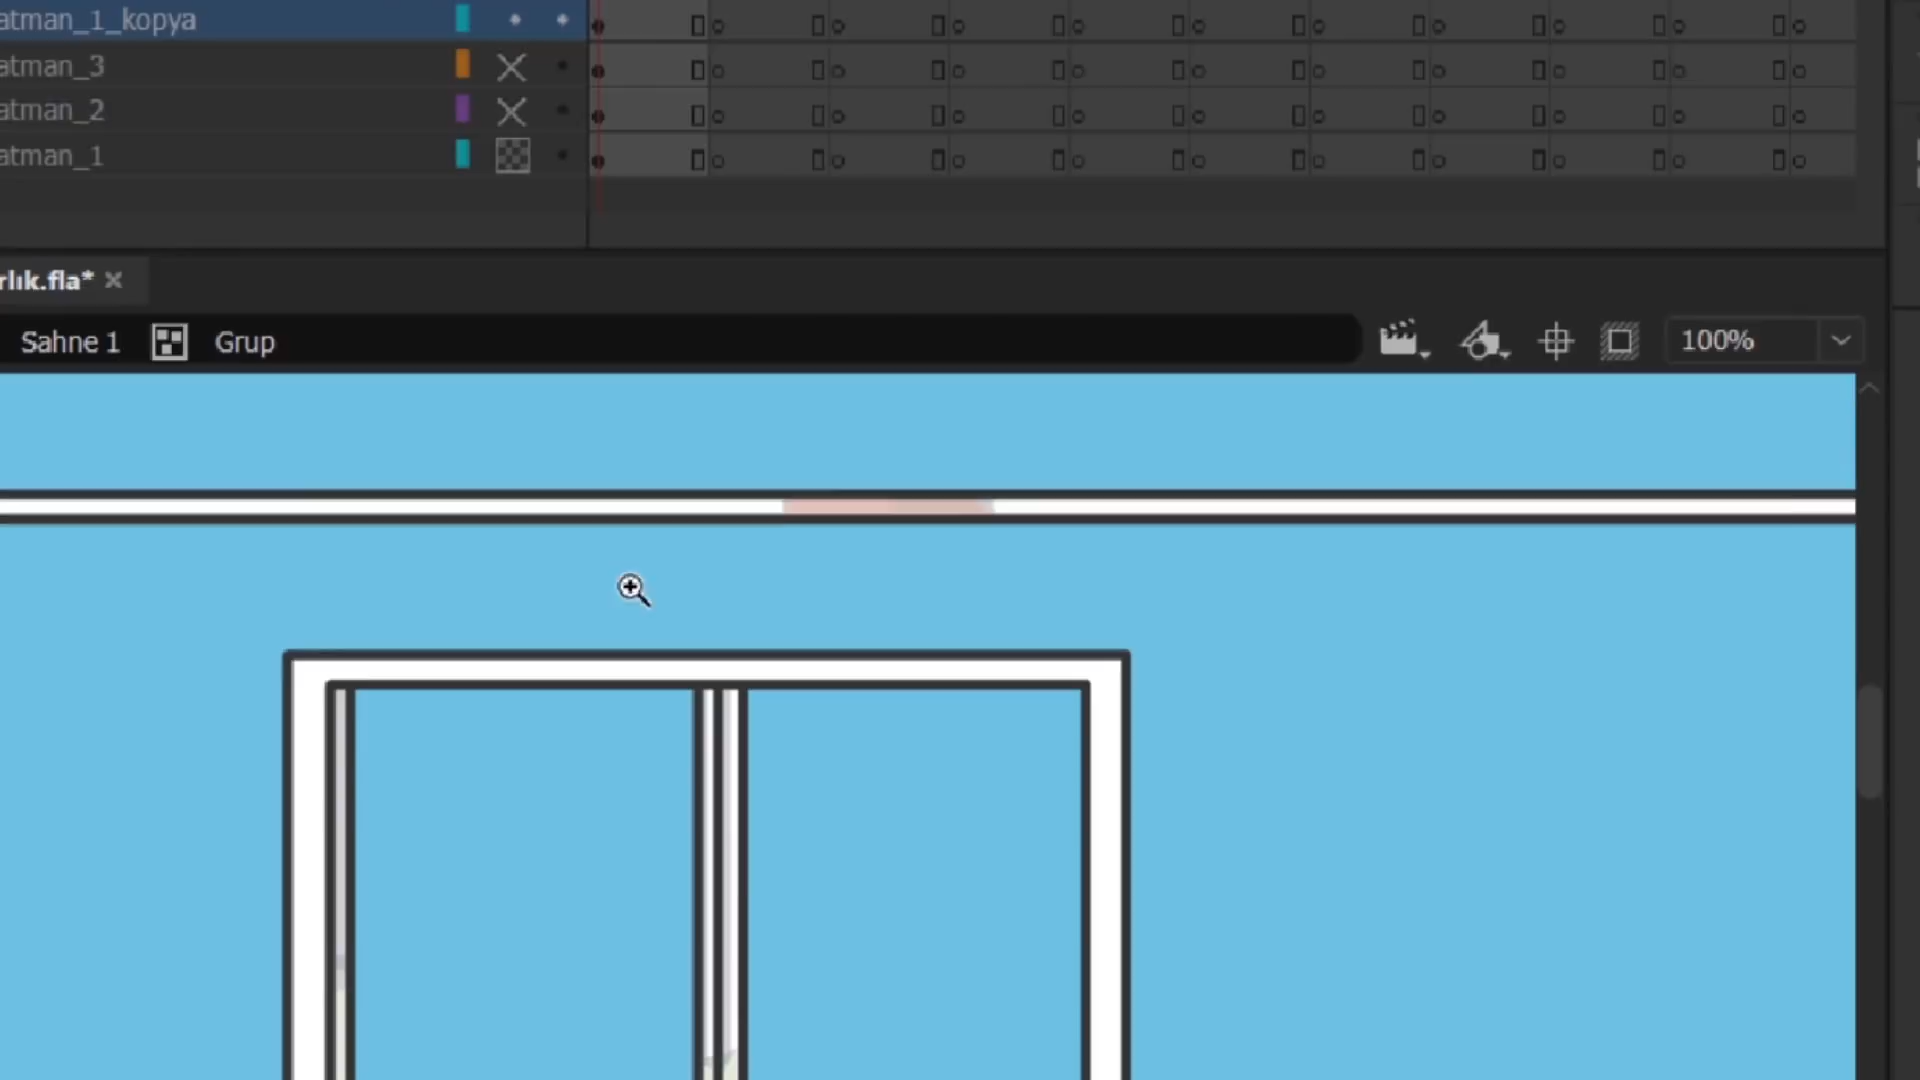 atman_1_kopya
atman_3
atman_2
atman_1
rlık.fla*
Sahne 1 Grup 100%